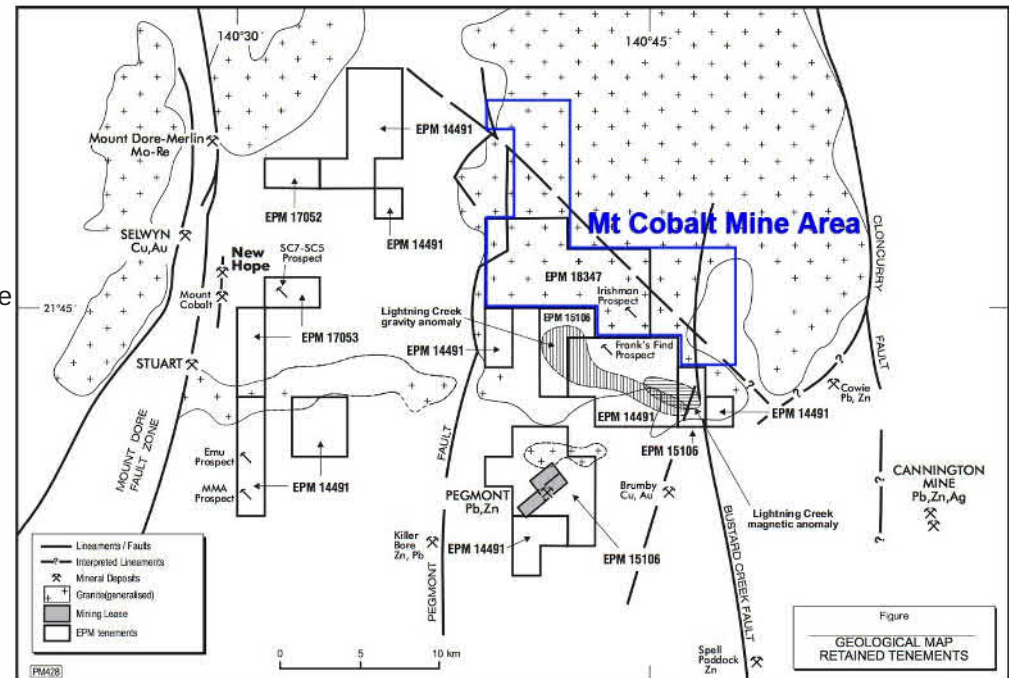 140°30´
140°45´
Mount Dore-Merlin
Mo-Re
EPM 14491
EPM 17052
EPM 14491
SELWYN
Cu,Au
New
Hope
SC7-SC5
Prospect
Mount
Cobalt
Mt Cobalt Mine Area
EPM 18347
Irishman
Prospect
CLONCURRY
FAULT
e
21°45´
EPM 17053
Lightning Creek
gravity anomaly
EPM 15106
EPM 14491
Frank's Find
Prospect
STUART
?
?
?
Cowie
Pb, Zn
EPM 14491
EPM 14491
EPM 15106
MOUNT DORE
FAULT ZONE
Emu
Prospect
MMA
Prospect
EPM 14491
FAULT
PEGMONT
PEGMONT
Pb,Zn
Brumby
Cu, Au
Lightning Creek
magnetic anomaly
CANNINGTON
MINE
Pb,Zn,Ag
?
?
Killer
Bore
Zn, Pb
EPM 14491
EPM 15106
BUSTARD CREEK FAULT
Lineaments / Faults
? Interpreted Lineaments
Mineral Deposits
Granite(generalised)
Mining Lease
EPM tenements
0 5 10 km
Spell
Paddock
Zn
Figure
GEOLOGICAL MAP
RETAINED TENEMENTS
PM428